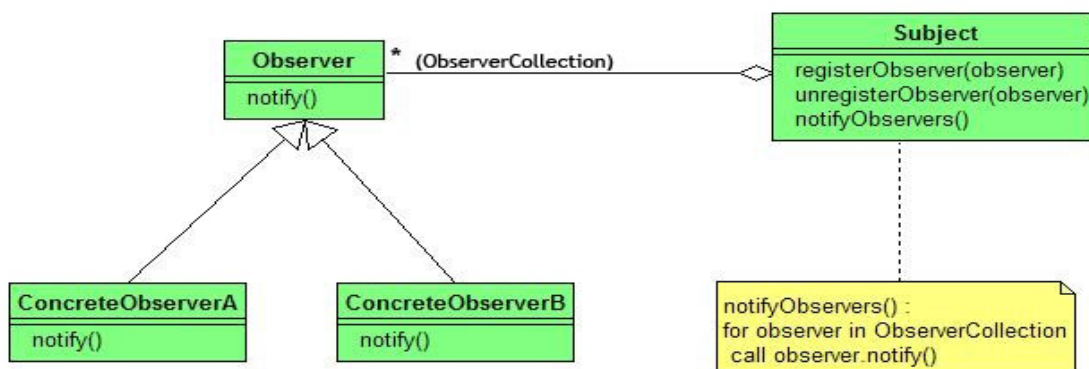 Observer
notify()
* (ObserverCollection)
Subject
registerObserver(observer)
unregisterObserver(observer)
notifyObservers()
ConcreteObserverA
notify()
ConcreteObserverB
notify()
notifyObservers() :
for observer in ObserverCollection
call observer.notify()